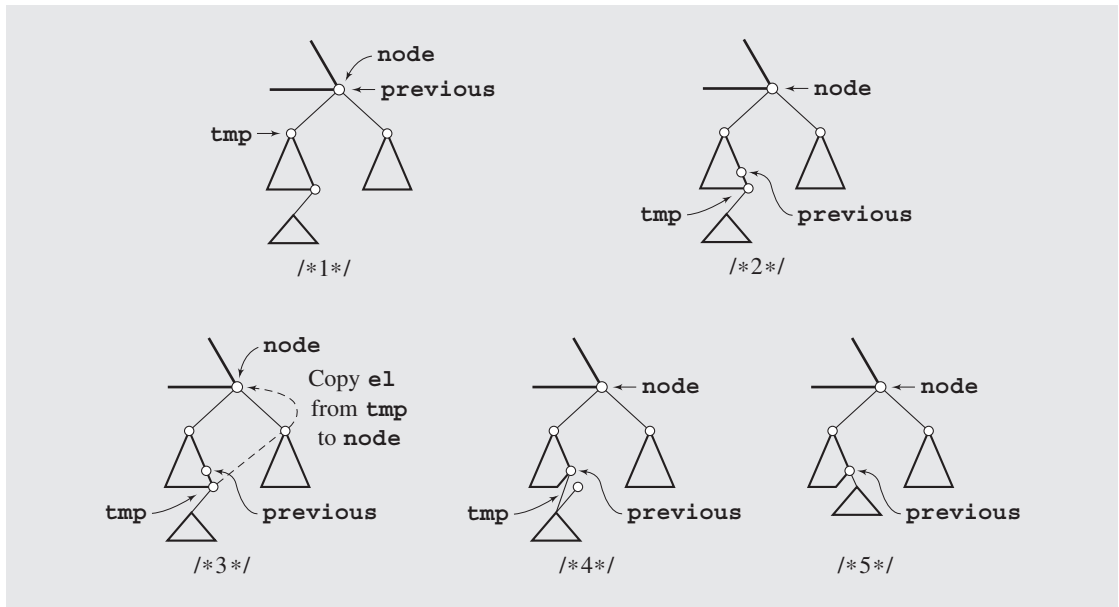 node
previous
tmp
/*1*/
node
tmp
previous
/*2*/
node
Copy el
from tmp
to node
tmp
previous
/*3*/
node
tmp
previous
/*4*/
node
previous
/*5*/